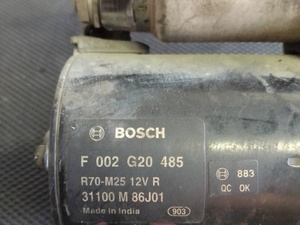 BOSCH
F 002 G20 485
R70-M25 12V R
31100 M 86J01
Made in India
903
883
QC OK